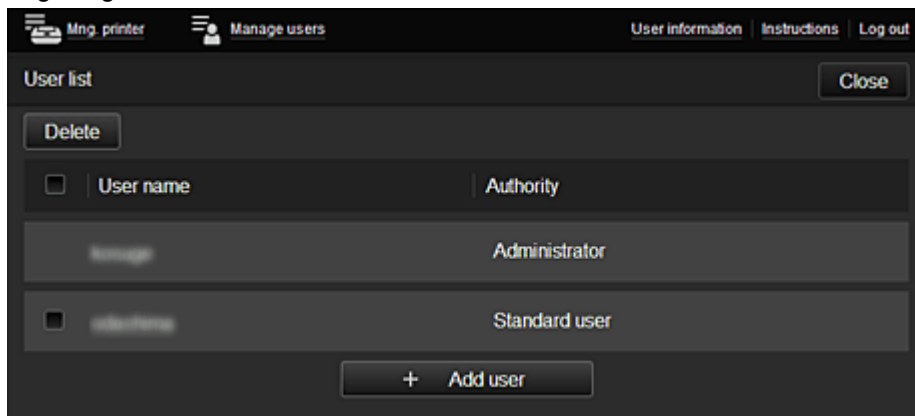 Mng. printer Manage users User information Instructions Log out
User list Close
Delete
User name Authority
Administrator
Standard user
+ Add user